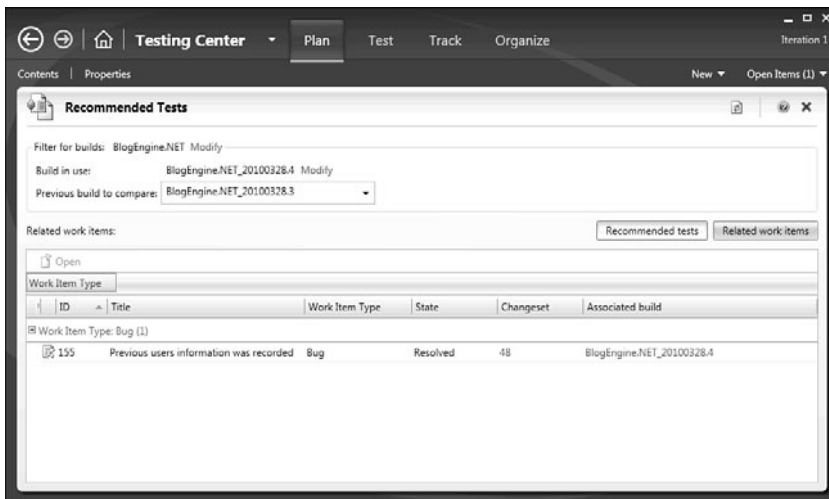 Testing Center Plan Test Track Organize Iteration 1
Contents Properties New Open Items (1)
Recommended Tests
Filter for builds: BlogEngine.NET Modify
Build in use: BlogEngine.NET_20100328.4 Modify
Previous build to compare: BlogEngine.NET_20100328.3
Related work items: Recommended tests Related work items
Open
Work Item Type
ID Title Work Item Type State Changeset Associated build
Work Item Type: Bug (1)
155 Previous users information was recorded Bug Resolved 48 BlogEngine.NET_20100328.4